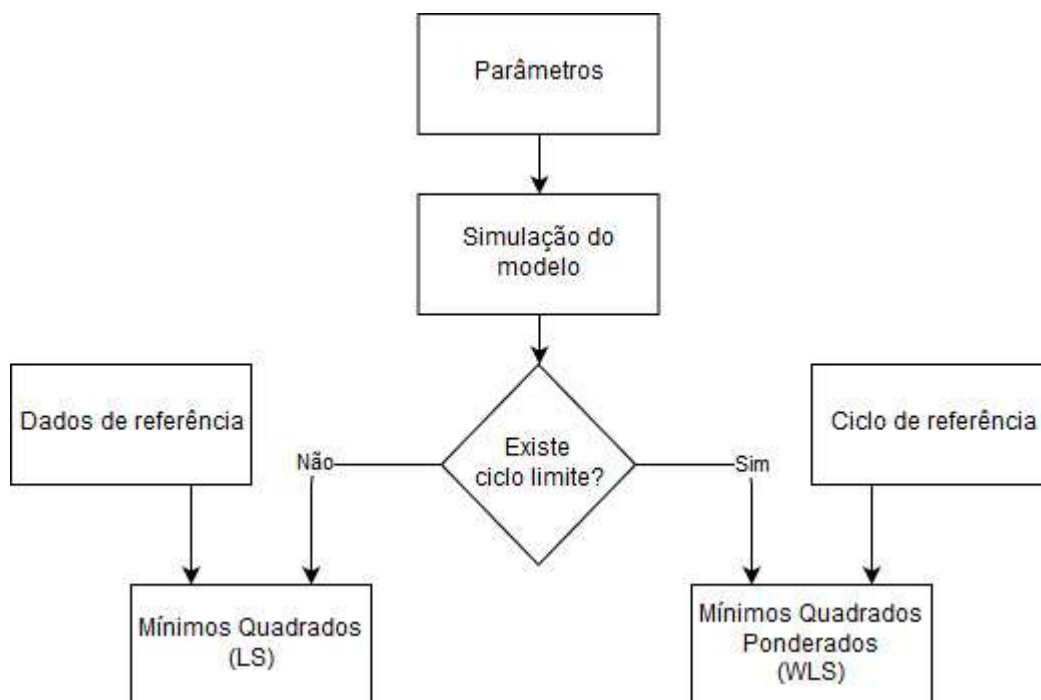 Parâmetros
Simulação do
modelo
Dados de referência
Existe
ciclo limite?
Ciclo de referência
Não
Sim
Mínimos Quadrados
(LS)
Mínimos Quadrados
Ponderados
(WLS)